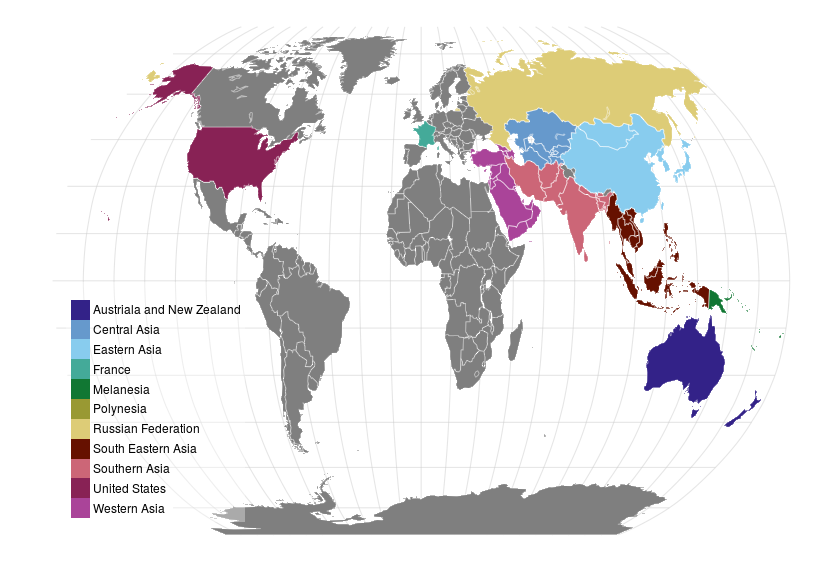 Austriala and New Zealand
Central Asia
Eastern Asia
France
Melanesia
Polynesia
Russian Federation
South Eastern Asia
Southern Asia
United States
Western Asia